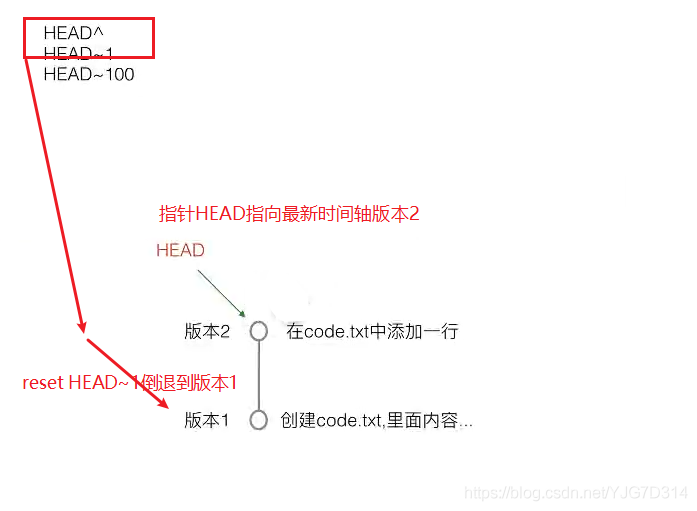 HEAD^
HEAD~1
HEAD~100
指针HEAD指向最新时间轴版本2
HEAD
版本2 在code.txt中添加一行
reset HEAD~1倒退到版本1
版本1 创建code.txt,里面内容...
https://blog.csdn.net/YJG7D314